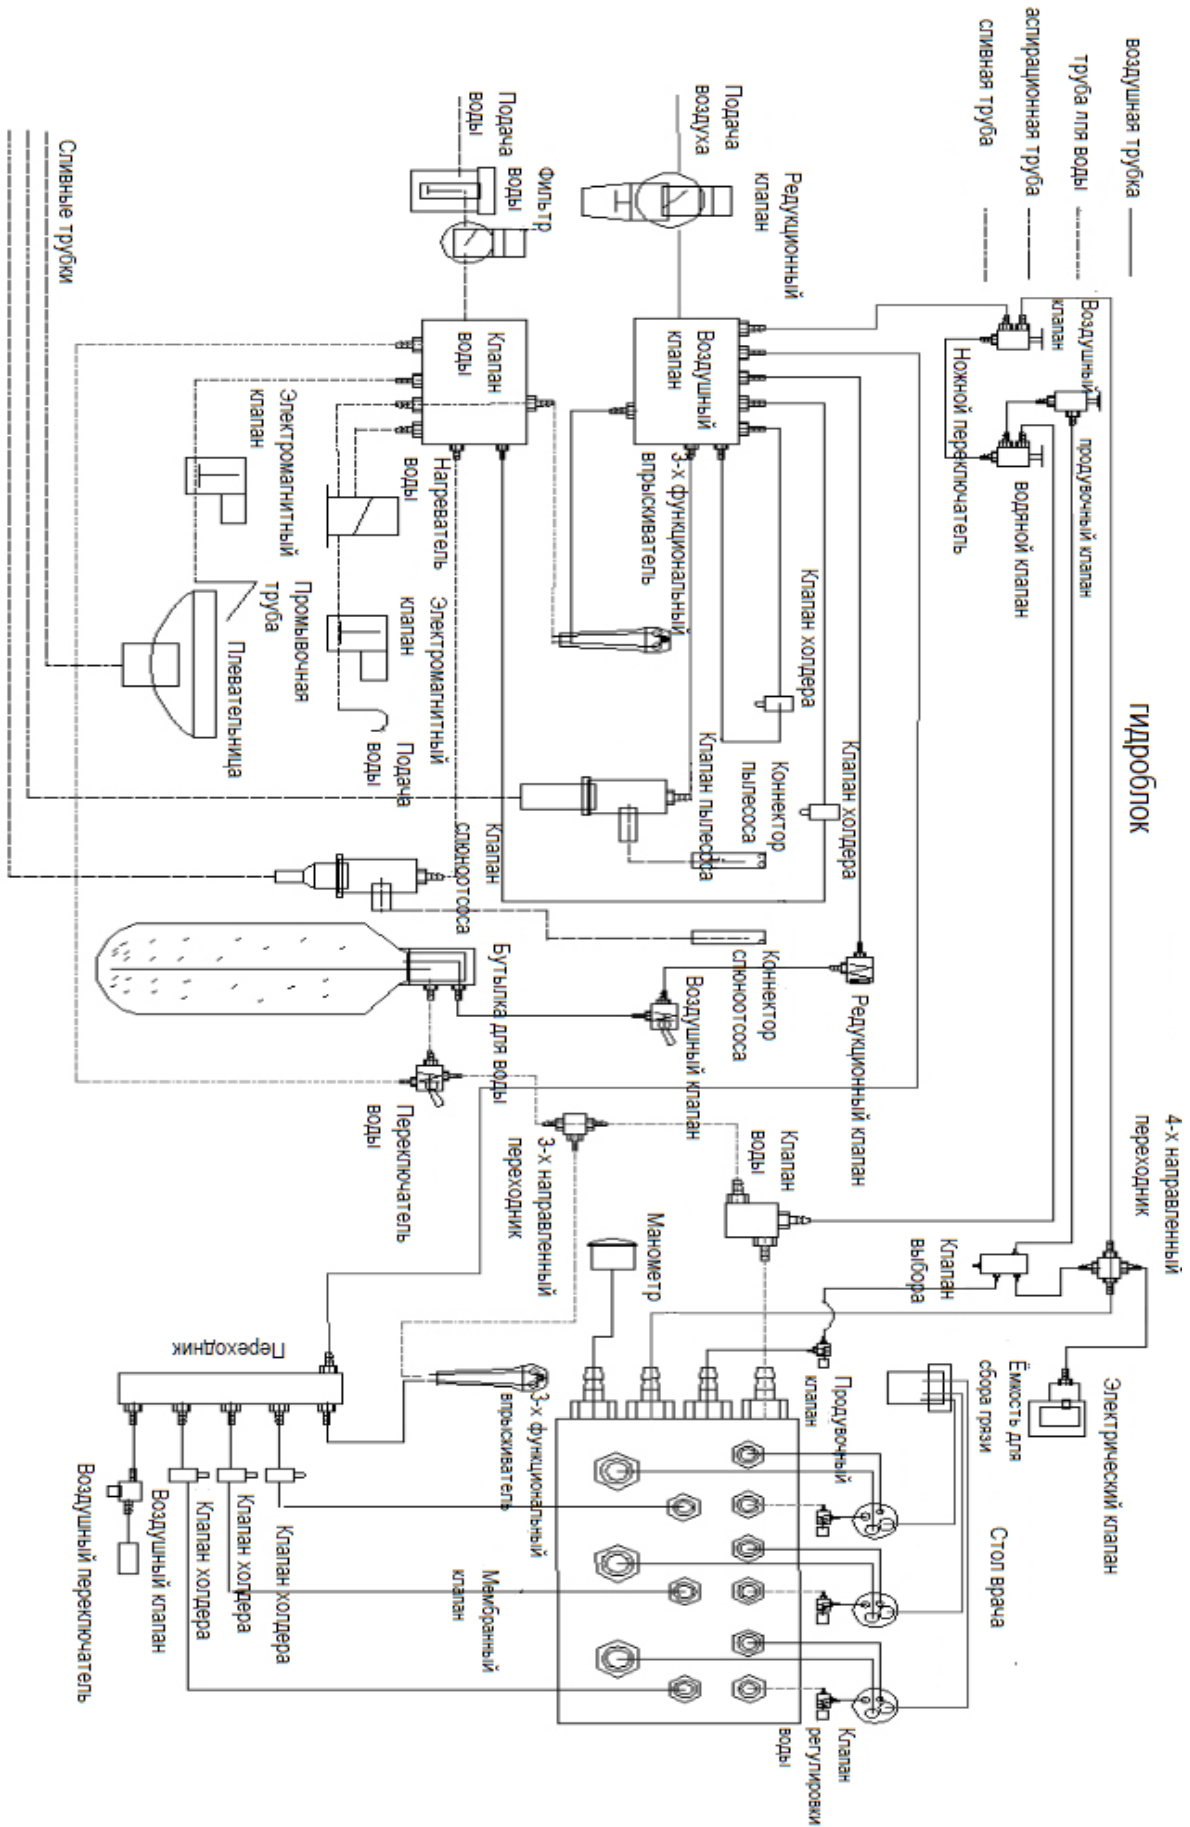 ГИДРОБЛОК
воздушная трубка
труба лпя воды
аспирационная труба
сливная труба
Воздушный
клапан
продувочный клапан
Ножной переключатель
водяной клапан
Подача
воздуха
Редукционный
клапан
Воздушный
клапан
3-х функциональный
впрыскиватель
Клапан холдера
Клапан холдера
Коннектор
пылесоса
Клапан пылесоса
Подача
воды
Фильтр
воды
Клапан
воды
Нагреватель
воды
Электромагнитный
клапан
Электромагнитный
клапан
Промывочная
труба
Плевательница
Подача
воды
Сливные трубки
Клапан
слюноотсоса
Коннектор
слюноотсоса
Бутылка для воды
Воздушный клапан
Редукционный клапан
Переключатель
воды
3-х направленный
переходник
Клапан
воды
4-х направленный
переходник
Клапан
выбора
Манометр
Продувочный
клапан
Ёмкость для
сбора грязи
Электрический клапан
Стол врача
Переходник
3-х функциональный
впрыскиватель
Мембранный
клапан
Клапан холдера
Клапан холдера
Клапан холдера
Воздушный клапан
Воздушный переключатель
Клапан
регулировки
воды